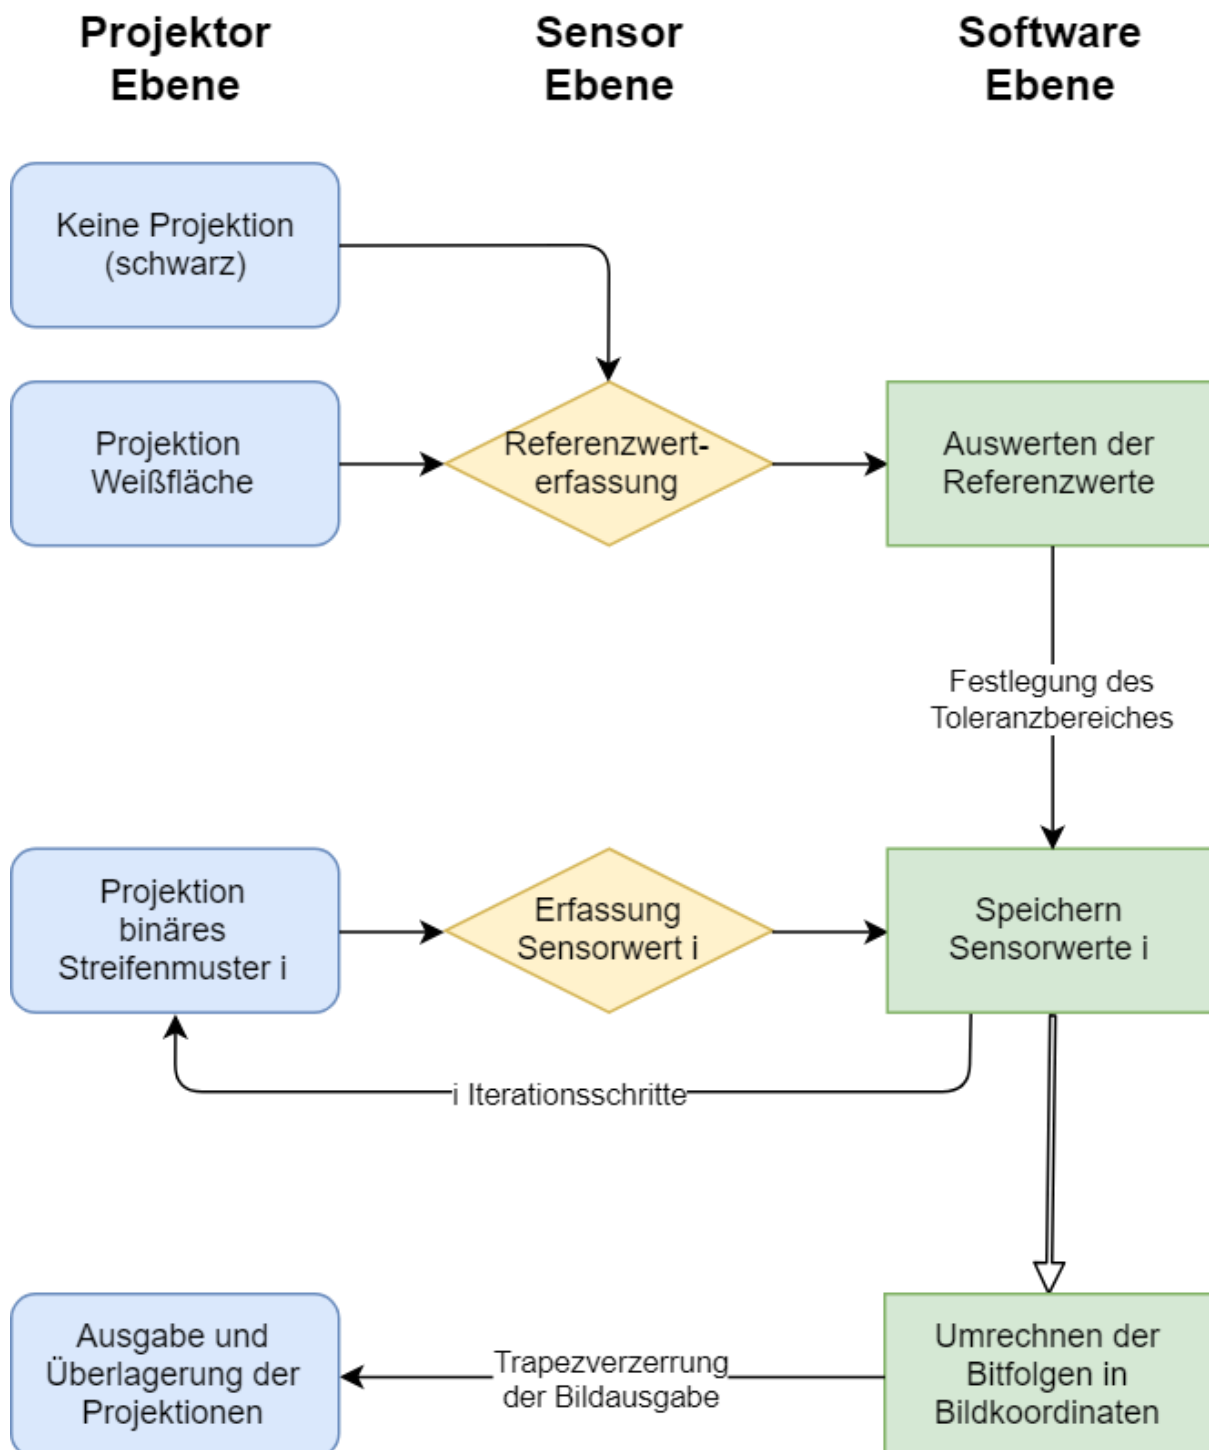 Projektor
Ebene
Sensor
Ebene
Software
Ebene
Keine Projektion
(schwarz)
Projektion
Weißfläche
Referenzwert-
erfassung
Auswerten der
Referenzwerte
Festlegung des
Toleranzbereiches
Projektion
binäres
Streifenmuster i
Erfassung
Sensorwert i
Speichern
Sensorwerte i
i Iterationsschritte
Ausgabe und
Überlagerung der
Projektionen
Trapezverzerrung
der Bildausgabe
Umrechnen der
Bitfolgen in
Bildkoordinaten